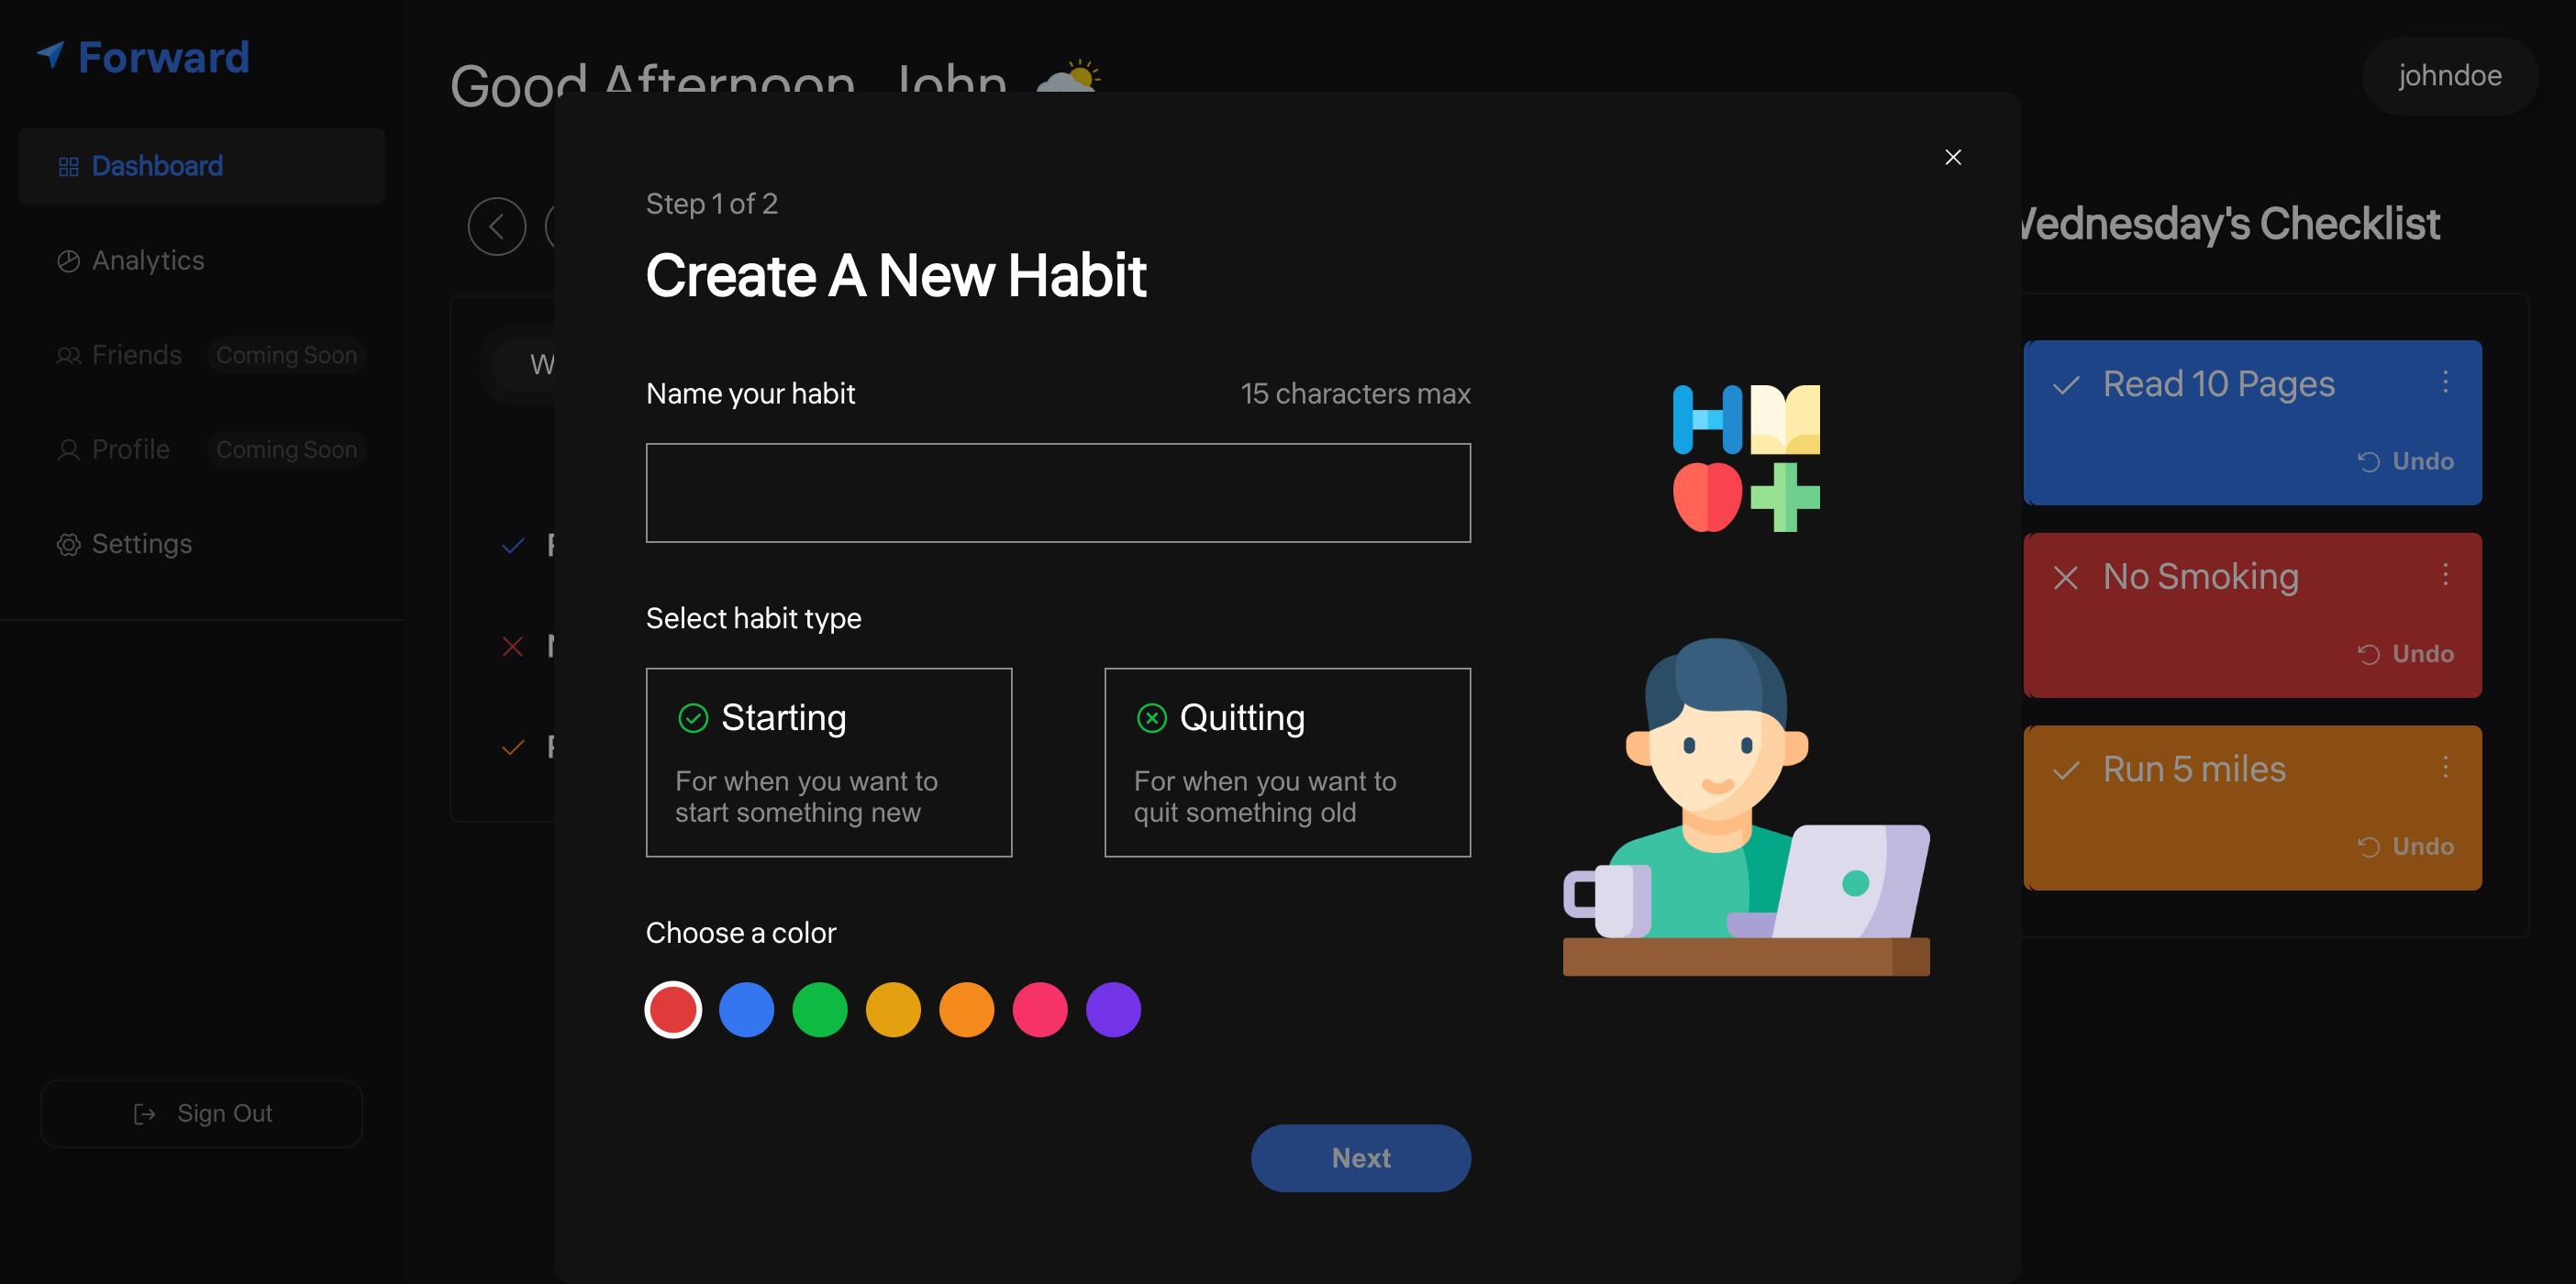 Forward
Good Afternoon, John
johndoe
Dashboard
Analytics
Friends Coming Soon
Profile Coming Soon
Settings
Sign Out
Step 1 of 2
Create A New Habit
Name your habit 15 characters max
Select habit type
Starting
For when you want to
start something new
Quitting
For when you want to
quit something old
Choose a color
Next
Wednesday's Checklist
Read 10 Pages
Undo
No Smoking
Undo
Run 5 miles
Undo